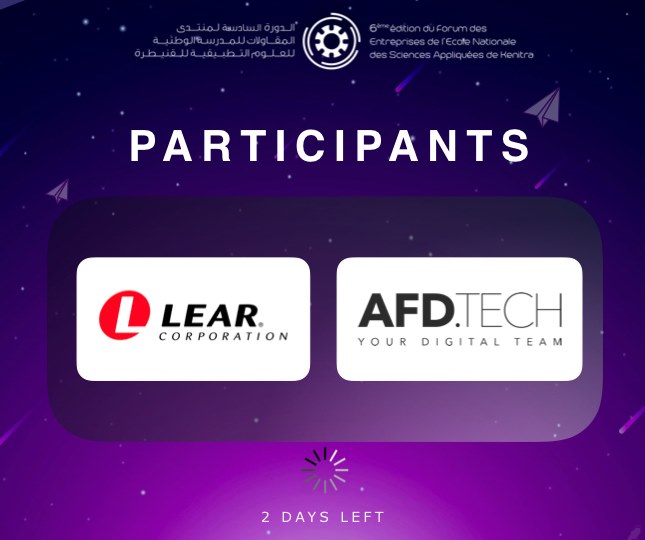 الدورة السادسة لمنتدى
المقاولات للمدرسة الوطنية
للعلوم التطبيقية للقنيطرة
6ème édition du Forum des
Entreprises de l'Ecole Nationale
des Sciences Appliquées de Kenitra
PARTICIPANTS
L LEAR®
CORPORATION
AFD.TECH
YOUR DIGITAL TEAM
2 DAYS LEFT